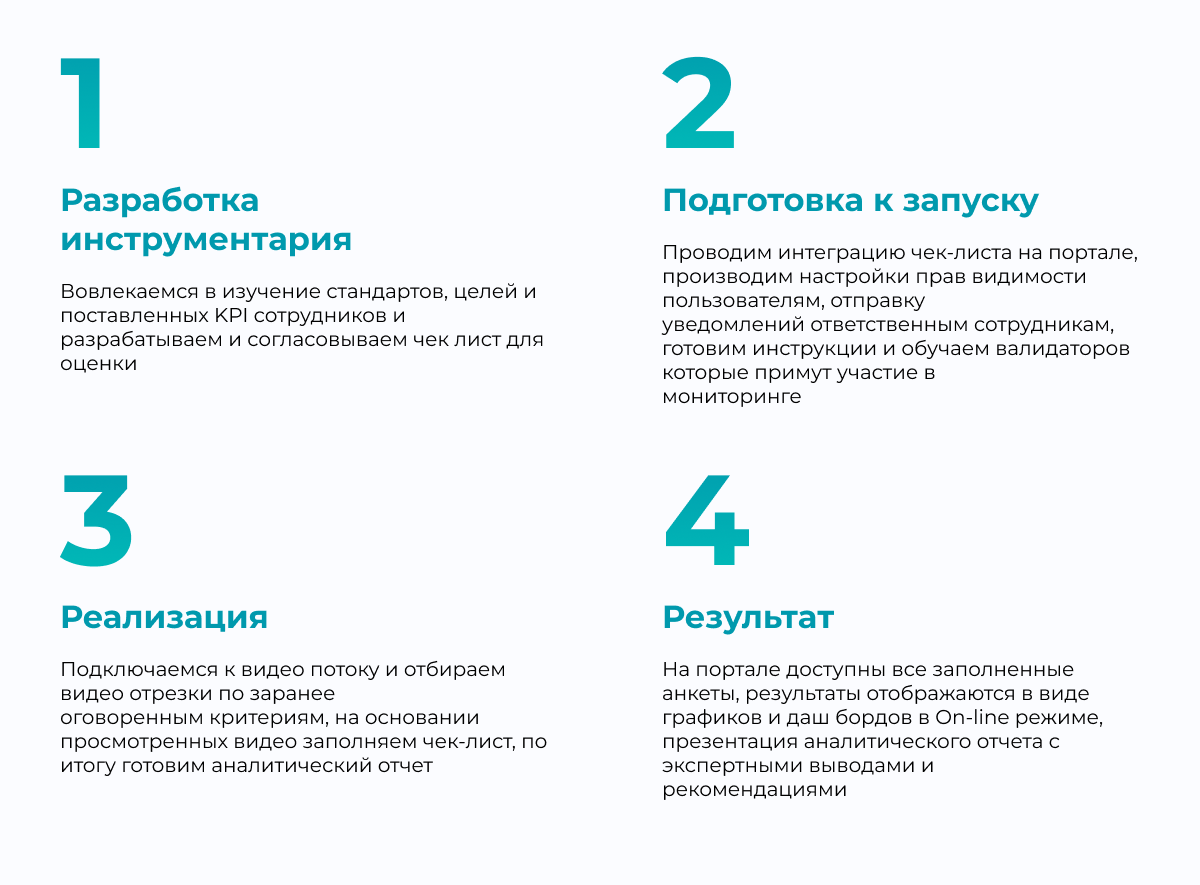 1
Разработка
инструментария
Вовлекаемся в изучение стандартов, целей и
поставленных KPI сотрудников и
разрабатываем и согласовываем чек лист для
оценки
2
Подготовка к запуску
Проводим интеграцию чек-листа на портале,
производим настройки прав видимости
пользователям, отправку
уведомлений ответственным сотрудникам,
готовим инструкции и обучаем валидаторов
которые примут участие в
мониторинге
3
Реализация
Подключаемся к видео потоку и отбираем
видео отрезки по заранее
оговоренным критериям, на основании
просмотренных видео заполняем чек-лист, по
итогу готовим аналитический отчет
4
Результат
На портале доступны все заполненные
анкеты, результаты отображаются в виде
графиков и даш бордов в On-line режиме,
презентация аналитического отчета с
экспертными выводами и
рекомендациями